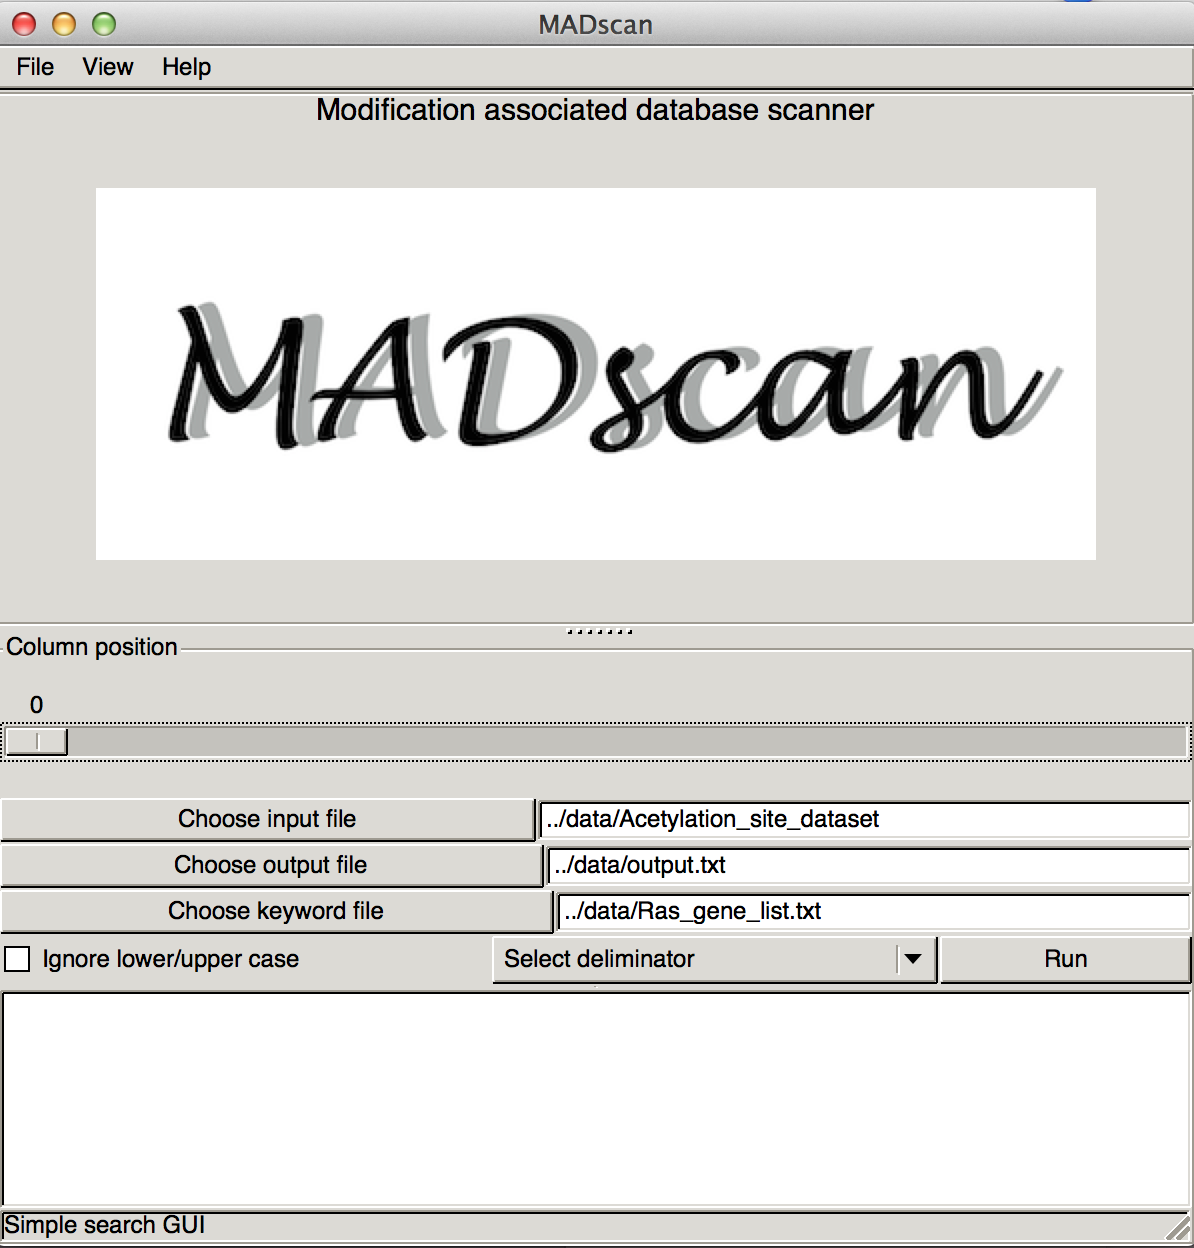 MADscan
File View Help
Modification associated database scanner
MADscan
Column position
0
Choose input file ../data/Acetylation_site_dataset
Choose output file ../data/output.txt
Choose keyword file ../data/Ras_gene_list.txt
Ignore lower/upper case Select deliminator Run
Simple search GUI